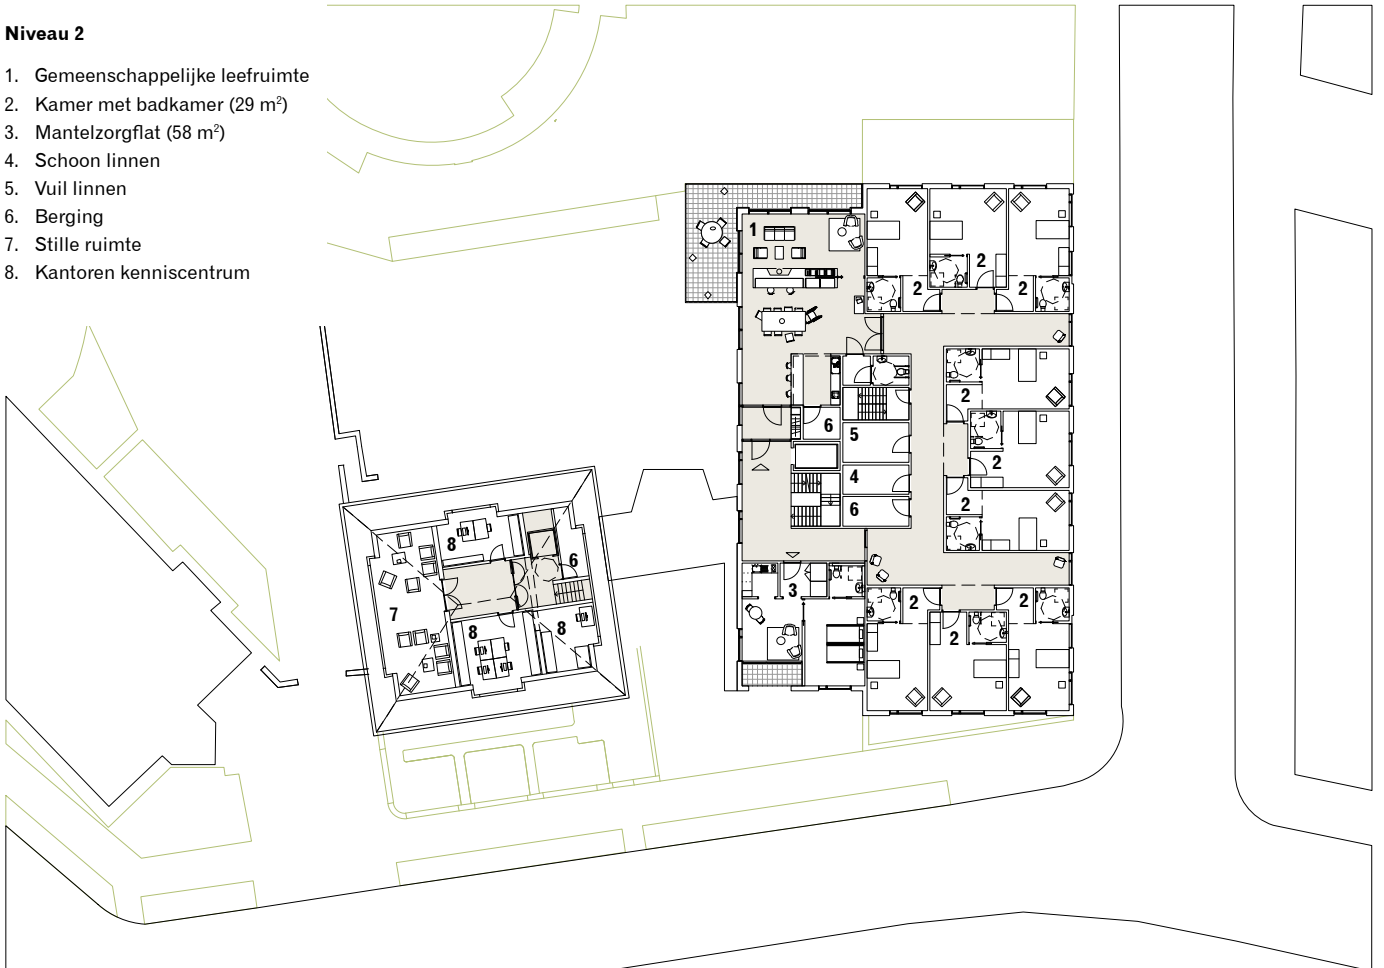 Niveau 2
1. Gemeenschappelijke leefruimte
2. Kamer met badkamer (29 m²)
3. Mantelzorgflat (58 m²)
4. Schoon linnen
5. Vuil linnen
6. Berging
7. Stille ruimte
8. Kantoren kenniscentrum
1
2
2 2
2
6
5
2
4
2
6
8
6
3
7
2 2
8 8
2